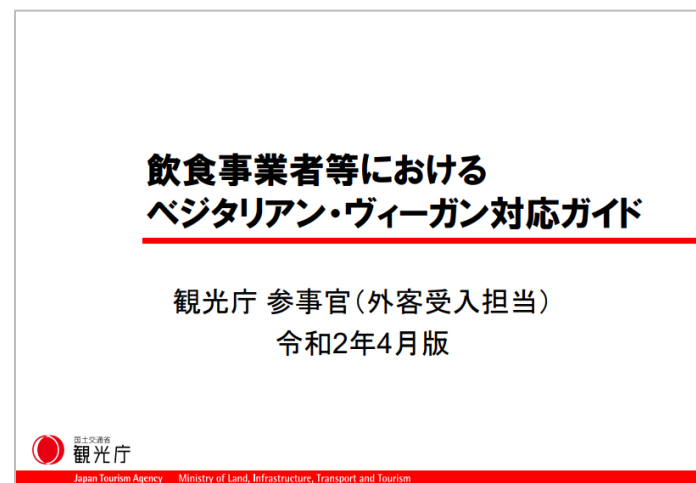 飲食事業者等における
ベジタリアン・ヴィーガン対応ガイド
観光庁 参事官（外客受入担当）
令和2年4月版
国土交通省
観光庁
Japan Tourism Agency Ministry of Land, Infrastructure, Transport and Tourism